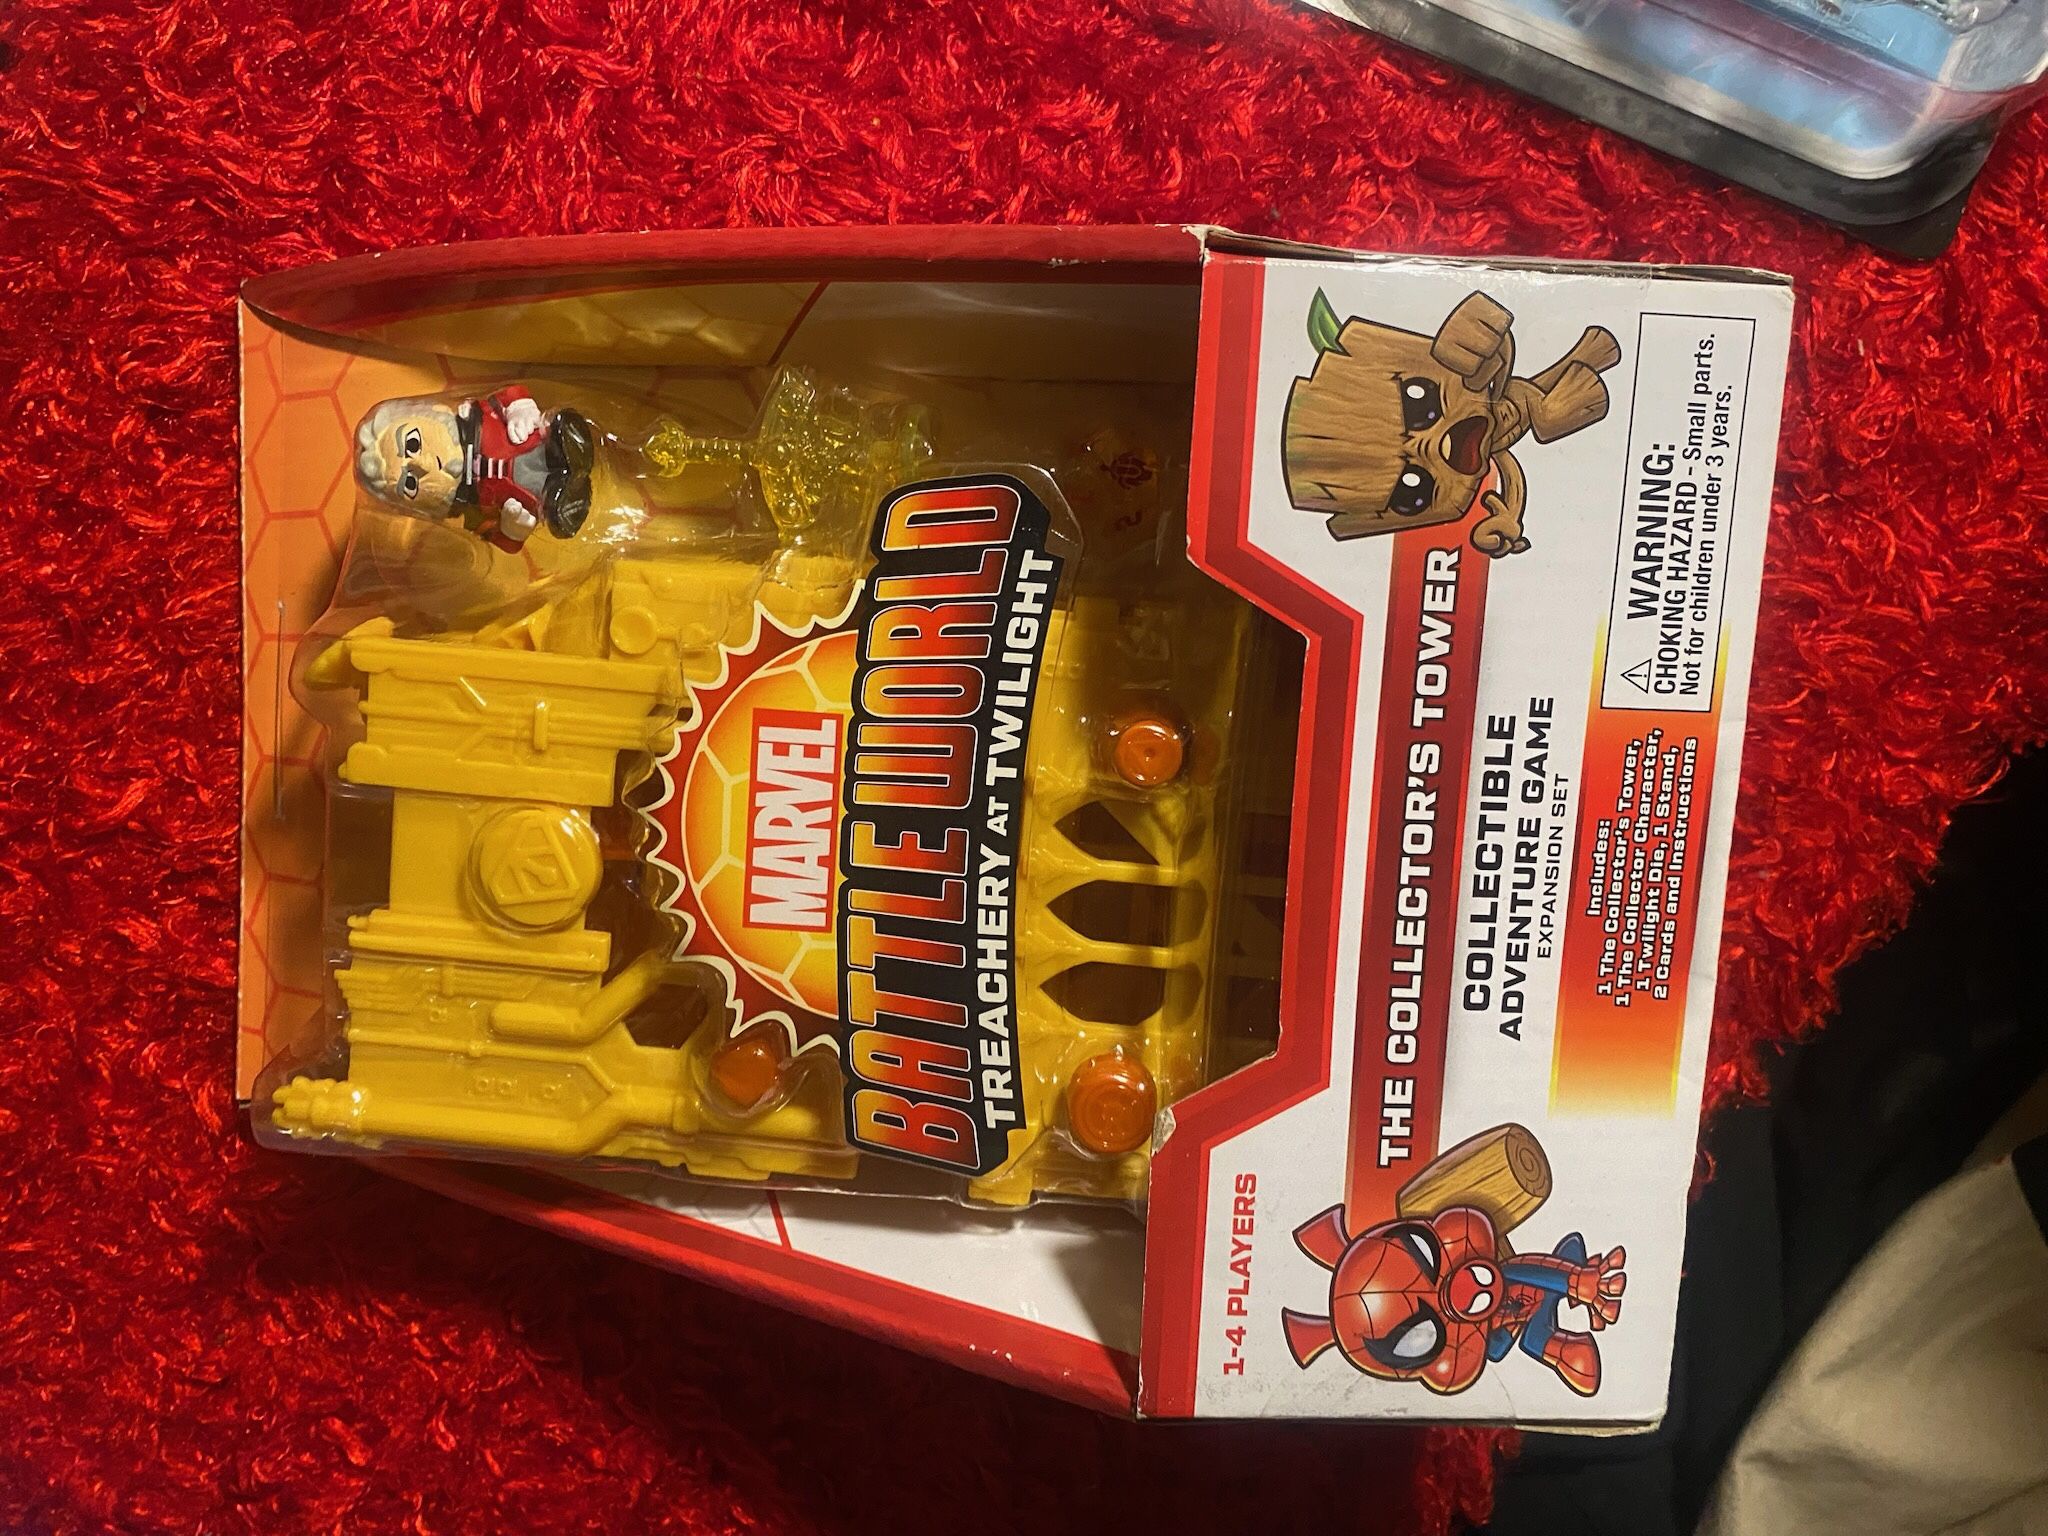 MARVEL
BATTLEWORLD
TREACHERY AT TWILIGHT
1-4 PLAYERS
THE COLLECTOR'S TOWER
COLLECTIBLE
ADVENTURE GAME
EXPANSION SET
Includes:
1 The Collector's Tower,
1 The Collector Character,
1 Twilight Die, 1 Stand,
2 Cards and Instructions
WARNING:
CHOKING HAZARD - Small parts.
Not for children under 3 years.